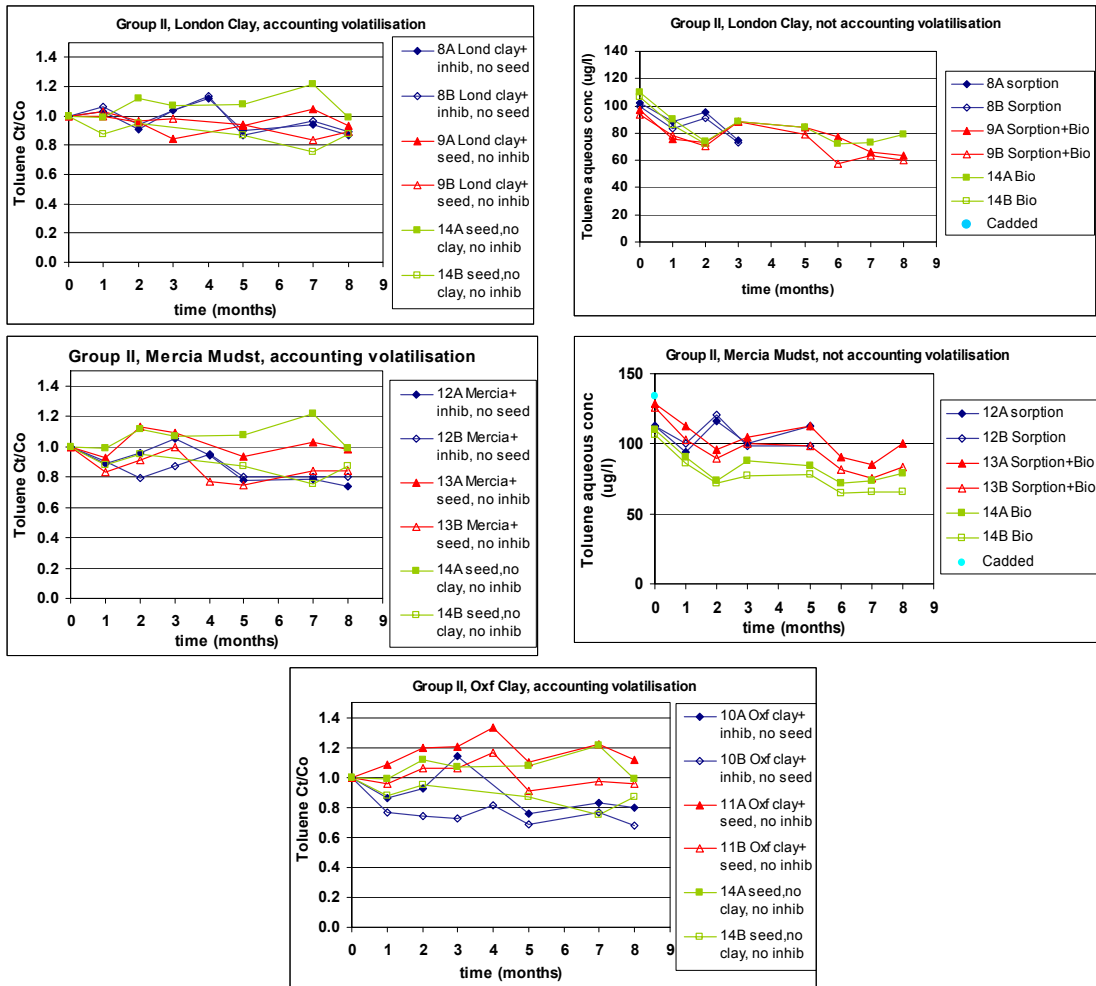 Group II, London Clay, accounting volatilisation
Toluene Ct/Co
1.4
1.2
1.0
0.8
0.6
0.4
0.2
0.0
0 1 2 3 4 5 6 7 8 9
time (months)
8A Lond clay+
inhib, no seed
8B Lond clay+
inhib, no seed
9A Lond clay+
seed, no inhib
9B Lond clay+
seed, no inhib
14A seed,no
clay, no inhib
14B seed,no
clay, no inhib
Group II, London Clay, not accounting volatilisation
Toluene aqueous conc (ug/l)
140
120
100
80
60
40
20
0
0 1 2 3 4 5 6 7 8 9
time (months)
8A sorption
8B Sorption
9A Sorption+Bio
9B Sorption+Bio
14A Bio
14B Bio
Cadded
Group II, Mercia Mudst, accounting volatilisation
Toluene Ct/Co
1.4
1.2
1.0
0.8
0.6
0.4
0.2
0.0
0 1 2 3 4 5 6 7 8 9
time (months)
12A Mercia+
inhib, no seed
12B Mercia+
inhib, no seed
13A Mercia+
seed, no inhib
13B Mercia+
seed, no inhib
14A seed,no
clay, no inhib
14B seed,no
clay, no inhib
Group II, Mercia Mudst, not accounting volatilisation
Toluene aqueous conc
(ug/l)
150
100
50
0
0 1 2 3 4 5 6 7 8 9
time (months)
12A sorption
12B Sorption
13A Sorption+Bio
13B Sorption+Bio
14A Bio
14B Bio
Cadded
Group II, Oxf Clay, accounting volatilisation
Toluene Ct/Co
1.4
1.2
1.0
0.8
0.6
0.4
0.2
0.0
0 1 2 3 4 5 6 7 8 9
time (months)
10A Oxf clay+
inhib, no seed
10B Oxf clay+
inhib, no seed
11A Oxf clay+
seed, no inhib
11B Oxf clay+
seed, no inhib
14A seed,no
clay, no inhib
14B seed,no
clay, no inhib